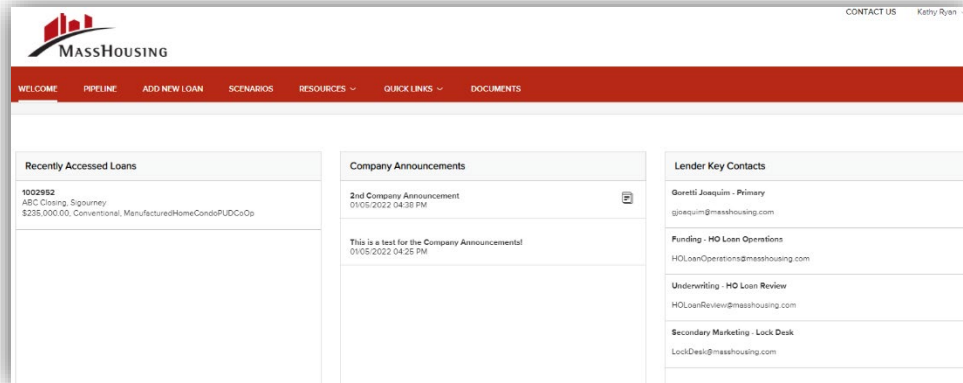 CONTACT US Kathy Ryan
MASSHOUSING
WELCOME PIPELINE ADD NEW LOAN SCENARIOS RESOURCES QUICK LINKS DOCUMENTS
Recently Accessed Loans
1002952
ABC Closing, Sigourney
$235,000.00, Conventional, ManufacturedHomeCondoPUDCoOp
Company Announcements
2nd Company Announcement
01/05/2022 04:38 PM
This is a test for the Company Announcements!
01/05/2022 04:25 PM
Lender Key Contacts
Goretti Joaquim - Primary
gjoaquim@masshousing.com
Funding - HO Loan Operations
HOLoanOperations@masshousing.com
Underwriting - HO Loan Review
HOLoanReview@masshousing.com
Secondary Marketing - Lock Desk
LockDesk@masshousing.com